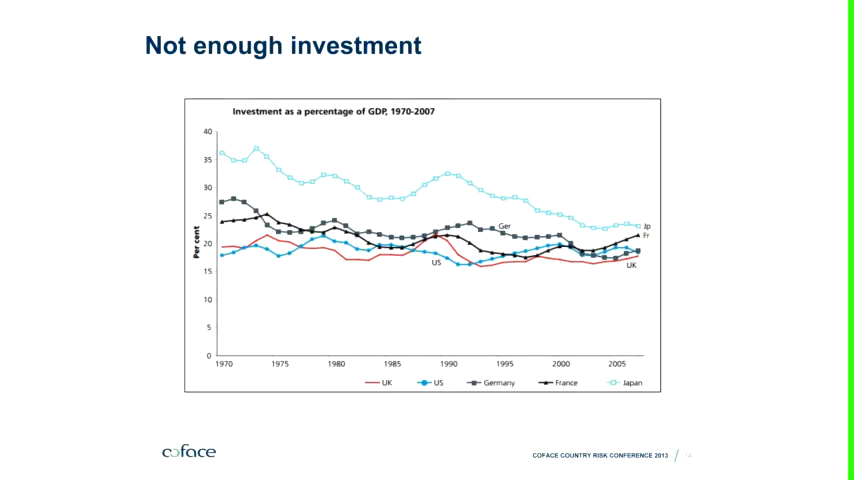 Not enough investment
Investment as a percentage of GDP, 1970-2007
40
35
30
25
20
15
10
5
0
Per cent
Jp
Fr
Ger
US
UK
1970 1975 1980 1985 1990 1995 2000 2005
UK US Germany France Japan
coface
COFACE COUNTRY RISK CONFERENCE 2013 / 14